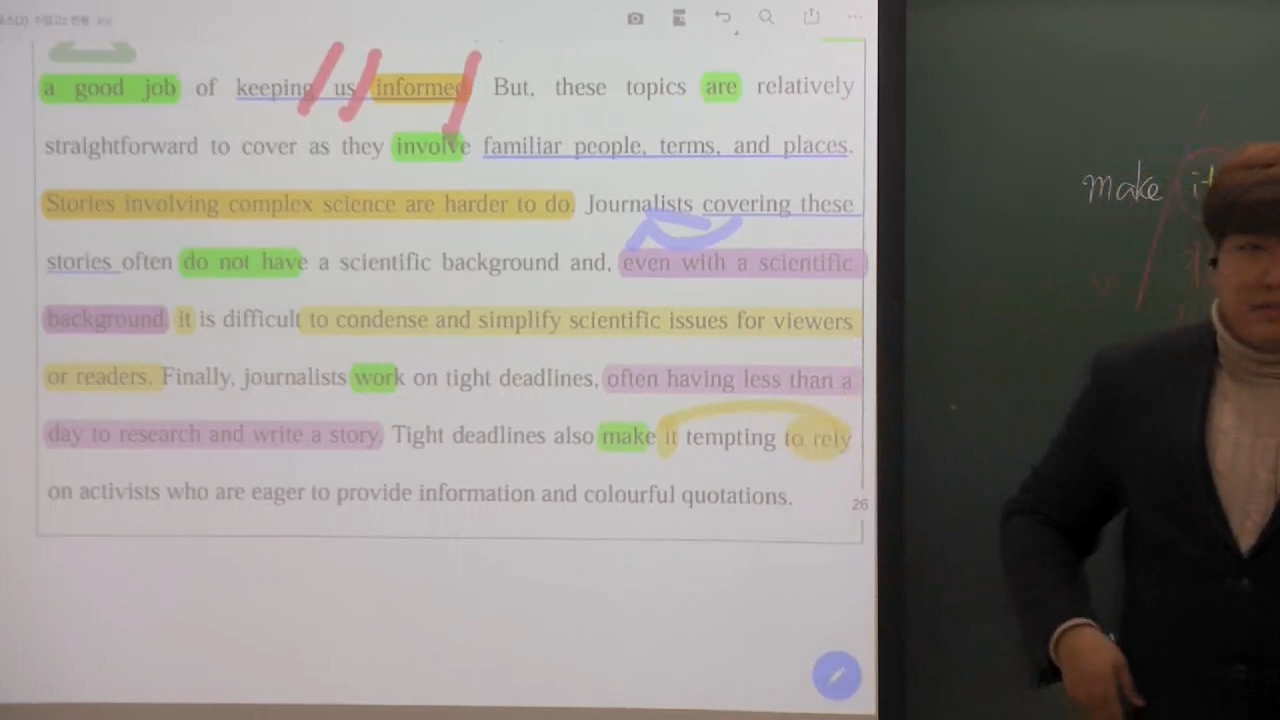 a good job of keeping us informed. But, these topics are relatively
straightforward to cover as they involve familiar people, terms, and places.
Stories involving complex science are harder to do. Journalists covering these
stories often do not have a scientific background and, even with a scientific
background, it is difficult to condense and simplify scientific issues for viewers
or readers. Finally, journalists work on tight deadlines, often having less than a
day to research and write a story. Tight deadlines also make it tempting to rely
on activists who are eager to provide information and colourful quotations.
26
make it